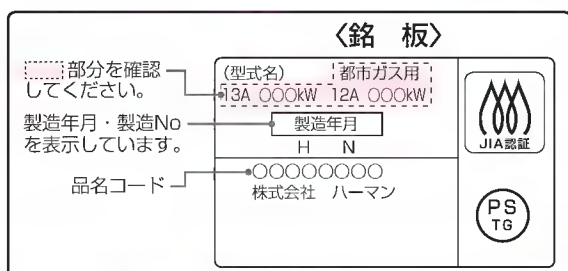 〈銘 板〉
部分を確認
してください。
製造年月・製造No
を表示しています。
品名コード
(型式名) 都市ガス用
13A ○○○kW 12A ○○○kW
製造年月
H N
○○○○○○○○
株式会社 ハーマン
JIA認証
PS
TG